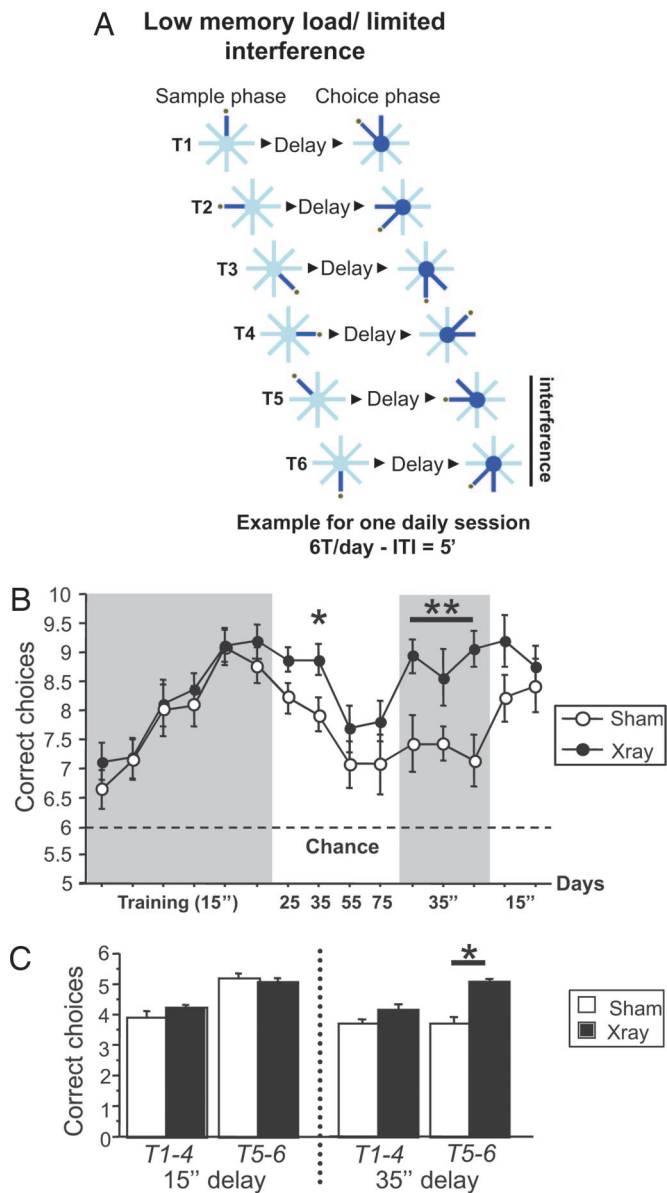 A Low memory load/ limited
interference
Sample phase Choice phase
T1 Delay
T2 Delay
T3 Delay
T4 Delay
T5 Delay
T6 Delay
interference
Example for one daily session
6T/day - ITI = 5'
B
Correct choices
10
9.5
9
8.5
8
7.5
7
6.5
6
5.5
5
*
**
Chance
Sham
Xray
Training (15”) 25 35 55 75 35” 15” Days
C
Correct choices
6
5
4
3
2
1
0
*
Sham
Xray
T1-4 T5-6 T1-4 T5-6
15” delay 35” delay